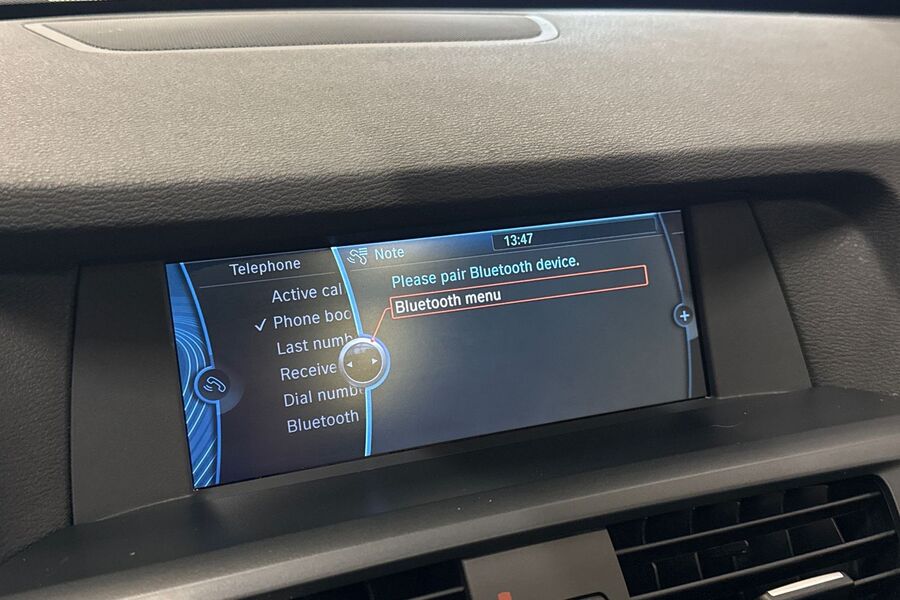 Telephone
Active cal
Phone boo
Last numb
Receive
Dial numb
Bluetooth
Note
13:47
Please pair Bluetooth device.
Bluetooth menu